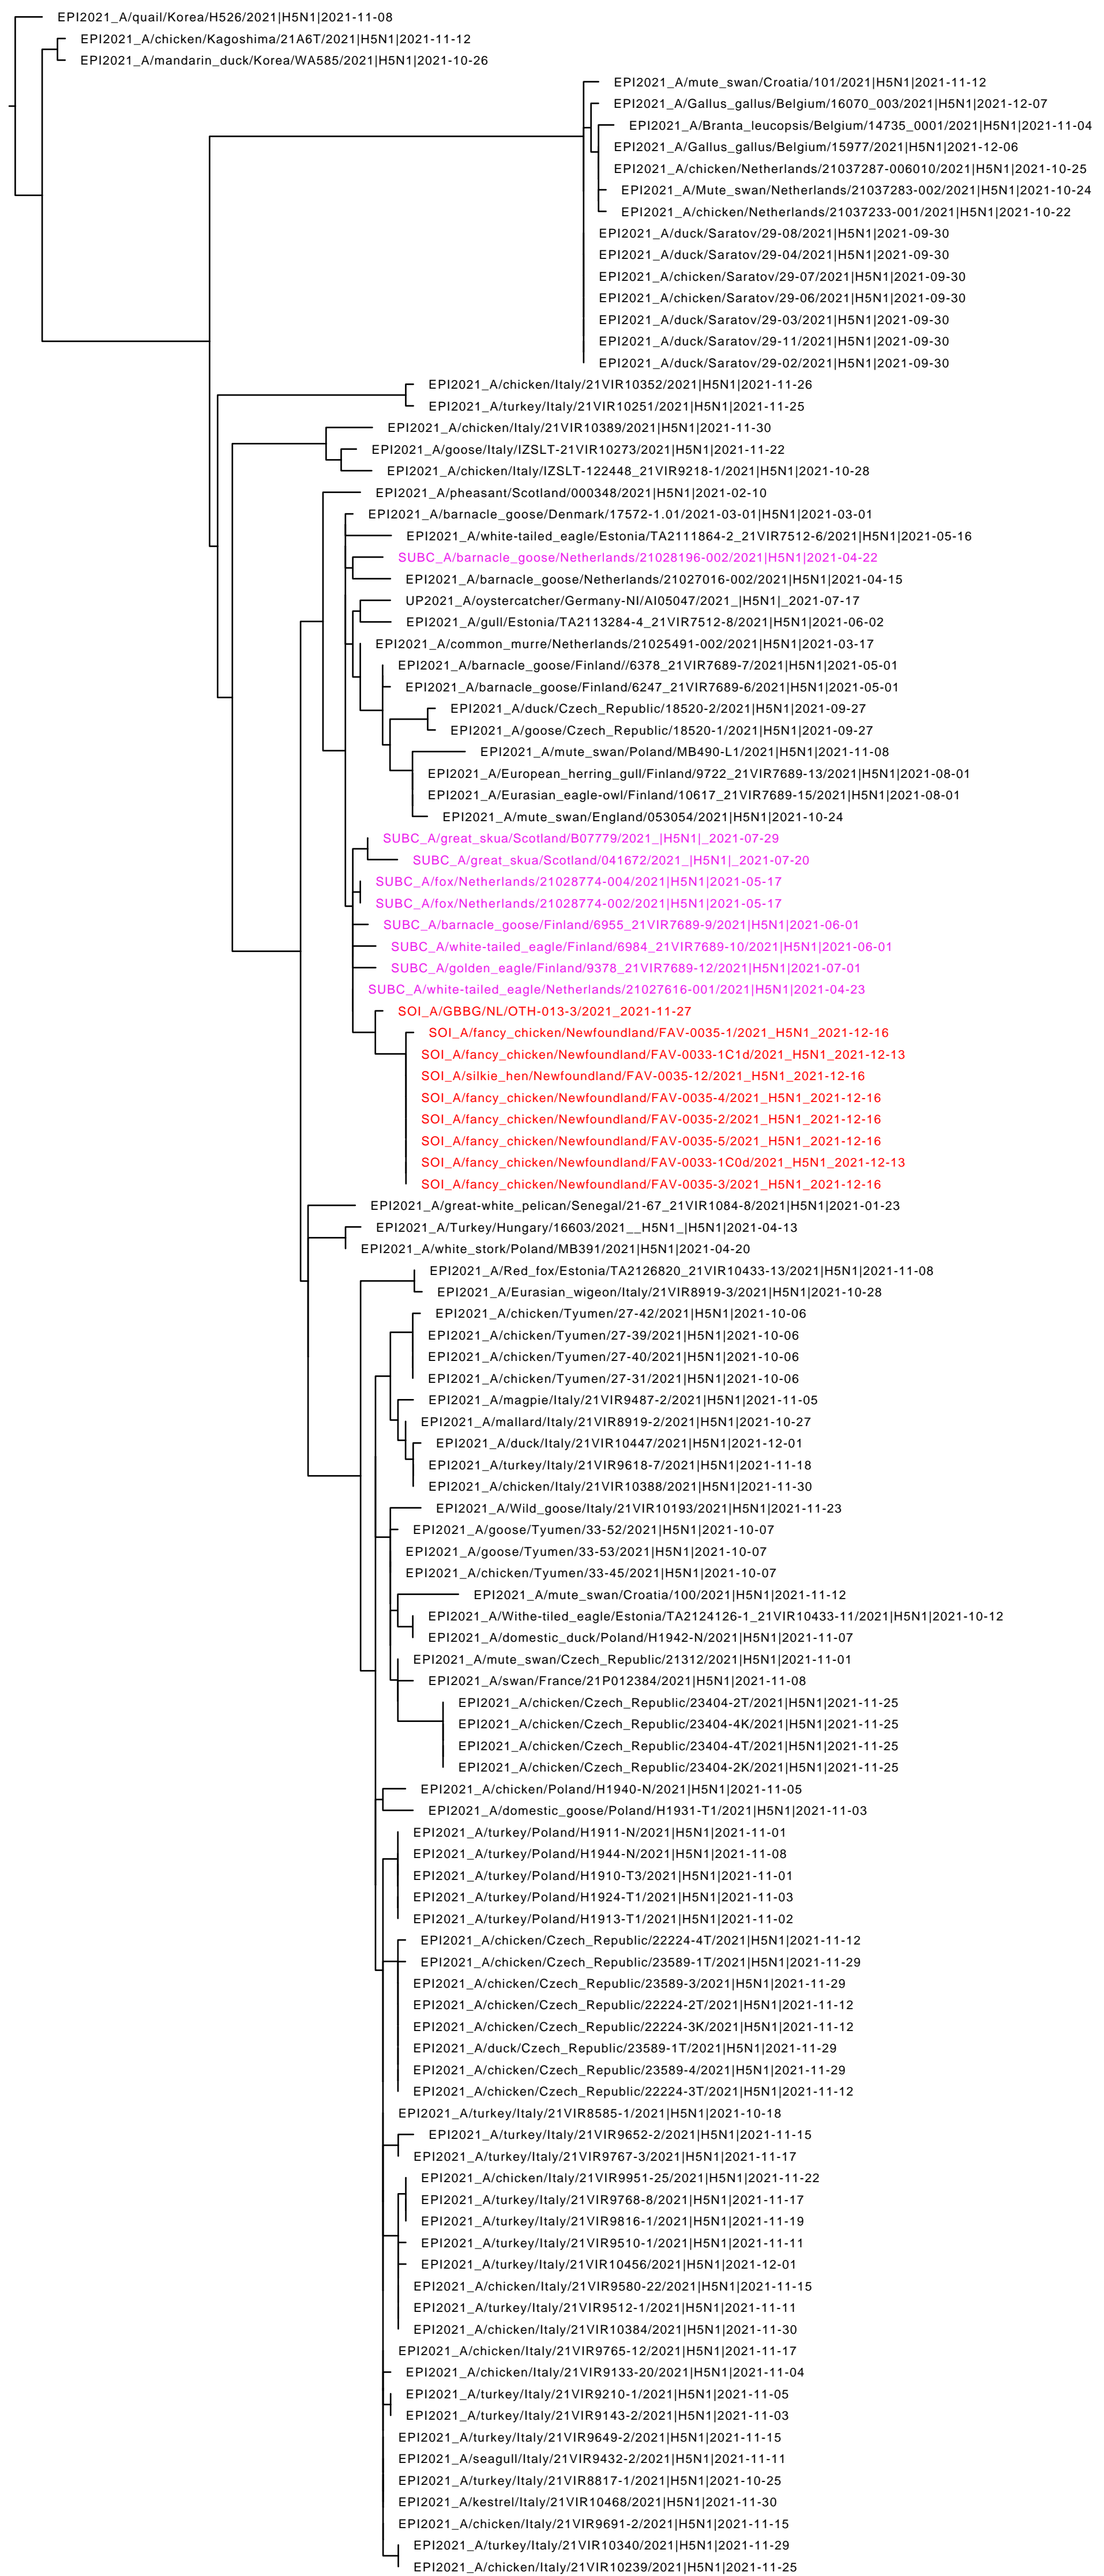 EPI2021_A/quail/Korea/H526/2021|H5N1|2021-11-08
EPI2021_A/chicken/Kagoshima/21A6T/2021|H5N1|2021-11-12
EPI2021_A/mandarin_duck/Korea/WA585/2021|H5N1|2021-10-26
EPI2021_A/mute_swan/Croatia/101/2021|H5N1|2021-11-12
EPI2021_A/Gallus_gallus/Belgium/16070_003/2021|H5N1|2021-12-07
EPI2021_A/Branta_leucopsis/Belgium/14735_0001/2021|H5N1|2021-11-04
EPI2021_A/Gallus_gallus/Belgium/15977/2021|H5N1|2021-12-06
EPI2021_A/chicken/Netherlands/21037287-006010/2021|H5N1|2021-10-25
EPI2021_A/Mute_swan/Netherlands/21037283-002/2021|H5N1|2021-10-24
EPI2021_A/chicken/Netherlands/21037233-001/2021|H5N1|2021-10-22
EPI2021_A/duck/Saratov/29-08/2021|H5N1|2021-09-30
EPI2021_A/duck/Saratov/29-04/2021|H5N1|2021-09-30
EPI2021_A/chicken/Saratov/29-07/2021|H5N1|2021-09-30
EPI2021_A/chicken/Saratov/29-06/2021|H5N1|2021-09-30
EPI2021_A/duck/Saratov/29-03/2021|H5N1|2021-09-30
EPI2021_A/duck/Saratov/29-11/2021|H5N1|2021-09-30
EPI2021_A/duck/Saratov/29-02/2021|H5N1|2021-09-30
EPI2021_A/chicken/Italy/21VIR10352/2021|H5N1|2021-11-26
EPI2021_A/turkey/Italy/21VIR10251/2021|H5N1|2021-11-25
EPI2021_A/chicken/Italy/21VIR10389/2021|H5N1|2021-11-30
EPI2021_A/goose/Italy/IZSLT-21VIR10273/2021|H5N1|2021-11-22
EPI2021_A/chicken/Italy/IZSLT-122448_21VIR9218-1/2021|H5N1|2021-10-28
EPI2021_A/pheasant/Scotland/000348/2021|H5N1|2021-02-10
EPI2021_A/barnacle_goose/Denmark/17572-1.01/2021-03-01|H5N1|2021-03-01
EPI2021_A/white-tailed_eagle/Estonia/TA2111864-2_21VIR7512-6/2021|H5N1|2021-05-16
SUBC_A/barnacle_goose/Netherlands/21028196-002/2021|H5N1|2021-04-22
EPI2021_A/barnacle_goose/Netherlands/21027016-002/2021|H5N1|2021-04-15
UP2021_A/oystercatcher/Germany-NI/AI05047/2021_|H5N1|_2021-07-17
EPI2021_A/gull/Estonia/TA2113284-4_21VIR7512-8/2021|H5N1|2021-06-02
EPI2021_A/common_murre/Netherlands/21025491-002/2021|H5N1|2021-03-17
EPI2021_A/barnacle_goose/Finland//6378_21VIR7689-7/2021|H5N1|2021-05-01
EPI2021_A/barnacle_goose/Finland/6247_21VIR7689-6/2021|H5N1|2021-05-01
EPI2021_A/duck/Czech_Republic/18520-2/2021|H5N1|2021-09-27
EPI2021_A/goose/Czech_Republic/18520-1/2021|H5N1|2021-09-27
EPI2021_A/mute_swan/Poland/MB490-L1/2021|H5N1|2021-11-08
EPI2021_A/European_herring_gull/Finland/9722_21VIR7689-13/2021|H5N1|2021-08-01
EPI2021_A/Eurasian_eagle-owl/Finland/10617_21VIR7689-15/2021|H5N1|2021-08-01
EPI2021_A/mute_swan/England/053054/2021|H5N1|2021-10-24
SUBC_A/great_skua/Scotland/B07779/2021_|H5N1|_2021-07-29
SUBC_A/great_skua/Scotland/041672/2021_|H5N1|_2021-07-20
SUBC_A/fox/Netherlands/21028774-004/2021|H5N1|2021-05-17
SUBC_A/fox/Netherlands/21028774-002/2021|H5N1|2021-05-17
SUBC_A/barnacle_goose/Finland/6955_21VIR7689-9/2021|H5N1|2021-06-01
SUBC_A/white-tailed_eagle/Finland/6984_21VIR7689-10/2021|H5N1|2021-06-01
SUBC_A/golden_eagle/Finland/9378_21VIR7689-12/2021|H5N1|2021-07-01
SUBC_A/white-tailed_eagle/Netherlands/21027616-001/2021|H5N1|2021-04-23
SOI_A/GBBG/NL/OTH-013-3/2021_2021-11-27
SOI_A/fancy_chicken/Newfoundland/FAV-0035-1/2021_H5N1_2021-12-16
SOI_A/fancy_chicken/Newfoundland/FAV-0033-1C1d/2021_H5N1_2021-12-13
SOI_A/silkie_hen/Newfoundland/FAV-0035-12/2021_H5N1_2021-12-16
SOI_A/fancy_chicken/Newfoundland/FAV-0035-4/2021_H5N1_2021-12-16
SOI_A/fancy_chicken/Newfoundland/FAV-0035-2/2021_H5N1_2021-12-16
SOI_A/fancy_chicken/Newfoundland/FAV-0035-5/2021_H5N1_2021-12-16
SOI_A/fancy_chicken/Newfoundland/FAV-0033-1C0d/2021_H5N1_2021-12-13
SOI_A/fancy_chicken/Newfoundland/FAV-0035-3/2021_H5N1_2021-12-16
EPI2021_A/great-white_pelican/Senegal/21-67_21VIR1084-8/2021|H5N1|2021-01-23
EPI2021_A/Turkey/Hungary/16603/2021__H5N1_|H5N1|2021-04-13
EPI2021_A/white_stork/Poland/MB391/2021|H5N1|2021-04-20
EPI2021_A/Red_fox/Estonia/TA2126820_21VIR10433-13/2021|H5N1|2021-11-08
EPI2021_A/Eurasian_wigeon/Italy/21VIR8919-3/2021|H5N1|2021-10-28
EPI2021_A/chicken/Tyumen/27-42/2021|H5N1|2021-10-06
EPI2021_A/chicken/Tyumen/27-39/2021|H5N1|2021-10-06
EPI2021_A/chicken/Tyumen/27-40/2021|H5N1|2021-10-06
EPI2021_A/chicken/Tyumen/27-31/2021|H5N1|2021-10-06
EPI2021_A/magpie/Italy/21VIR9487-2/2021|H5N1|2021-11-05
EPI2021_A/mallard/Italy/21VIR8919-2/2021|H5N1|2021-10-27
EPI2021_A/duck/Italy/21VIR10447/2021|H5N1|2021-12-01
EPI2021_A/turkey/Italy/21VIR9618-7/2021|H5N1|2021-11-18
EPI2021_A/chicken/Italy/21VIR10388/2021|H5N1|2021-11-30
EPI2021_A/Wild_goose/Italy/21VIR10193/2021|H5N1|2021-11-23
EPI2021_A/goose/Tyumen/33-52/2021|H5N1|2021-10-07
EPI2021_A/goose/Tyumen/33-53/2021|H5N1|2021-10-07
EPI2021_A/chicken/Tyumen/33-45/2021|H5N1|2021-10-07
EPI2021_A/mute_swan/Croatia/100/2021|H5N1|2021-11-12
EPI2021_A/Withe-tiled_eagle/Estonia/TA2124126-1_21VIR10433-11/2021|H5N1|2021-10-12
EPI2021_A/domestic_duck/Poland/H1942-N/2021|H5N1|2021-11-07
EPI2021_A/mute_swan/Czech_Republic/21312/2021|H5N1|2021-11-01
EPI2021_A/swan/France/21P012384/2021|H5N1|2021-11-08
EPI2021_A/chicken/Czech_Republic/23404-2T/2021|H5N1|2021-11-25
EPI2021_A/chicken/Czech_Republic/23404-4K/2021|H5N1|2021-11-25
EPI2021_A/chicken/Czech_Republic/23404-4T/2021|H5N1|2021-11-25
EPI2021_A/chicken/Czech_Republic/23404-2K/2021|H5N1|2021-11-25
EPI2021_A/chicken/Poland/H1940-N/2021|H5N1|2021-11-05
EPI2021_A/domestic_goose/Poland/H1931-T1/2021|H5N1|2021-11-03
EPI2021_A/turkey/Poland/H1911-N/2021|H5N1|2021-11-01
EPI2021_A/turkey/Poland/H1944-N/2021|H5N1|2021-11-08
EPI2021_A/turkey/Poland/H1910-T3/2021|H5N1|2021-11-01
EPI2021_A/turkey/Poland/H1924-T1/2021|H5N1|2021-11-03
EPI2021_A/turkey/Poland/H1913-T1/2021|H5N1|2021-11-02
EPI2021_A/chicken/Czech_Republic/22224-4T/2021|H5N1|2021-11-12
EPI2021_A/chicken/Czech_Republic/23589-1T/2021|H5N1|2021-11-29
EPI2021_A/chicken/Czech_Republic/23589-3/2021|H5N1|2021-11-29
EPI2021_A/chicken/Czech_Republic/22224-2T/2021|H5N1|2021-11-12
EPI2021_A/chicken/Czech_Republic/22224-3K/2021|H5N1|2021-11-12
EPI2021_A/duck/Czech_Republic/23589-1T/2021|H5N1|2021-11-29
EPI2021_A/chicken/Czech_Republic/23589-4/2021|H5N1|2021-11-29
EPI2021_A/chicken/Czech_Republic/22224-3T/2021|H5N1|2021-11-12
EPI2021_A/turkey/Italy/21VIR8585-1/2021|H5N1|2021-10-18
EPI2021_A/turkey/Italy/21VIR9652-2/2021|H5N1|2021-11-15
EPI2021_A/turkey/Italy/21VIR9767-3/2021|H5N1|2021-11-17
EPI2021_A/chicken/Italy/21VIR9951-25/2021|H5N1|2021-11-22
EPI2021_A/turkey/Italy/21VIR9768-8/2021|H5N1|2021-11-17
EPI2021_A/turkey/Italy/21VIR9816-1/2021|H5N1|2021-11-19
EPI2021_A/turkey/Italy/21VIR9510-1/2021|H5N1|2021-11-11
EPI2021_A/turkey/Italy/21VIR10456/2021|H5N1|2021-12-01
EPI2021_A/chicken/Italy/21VIR9580-22/2021|H5N1|2021-11-15
EPI2021_A/turkey/Italy/21VIR9512-1/2021|H5N1|2021-11-11
EPI2021_A/chicken/Italy/21VIR10384/2021|H5N1|2021-11-30
EPI2021_A/chicken/Italy/21VIR9765-12/2021|H5N1|2021-11-17
EPI2021_A/chicken/Italy/21VIR9133-20/2021|H5N1|2021-11-04
EPI2021_A/turkey/Italy/21VIR9210-1/2021|H5N1|2021-11-05
EPI2021_A/turkey/Italy/21VIR9143-2/2021|H5N1|2021-11-03
EPI2021_A/turkey/Italy/21VIR9649-2/2021|H5N1|2021-11-15
EPI2021_A/seagull/Italy/21VIR9432-2/2021|H5N1|2021-11-11
EPI2021_A/turkey/Italy/21VIR8817-1/2021|H5N1|2021-10-25
EPI2021_A/kestrel/Italy/21VIR10468/2021|H5N1|2021-11-30
EPI2021_A/chicken/Italy/21VIR9691-2/2021|H5N1|2021-11-15
EPI2021_A/turkey/Italy/21VIR10340/2021|H5N1|2021-11-29
EPI2021_A/chicken/Italy/21VIR10239/2021|H5N1|2021-11-25